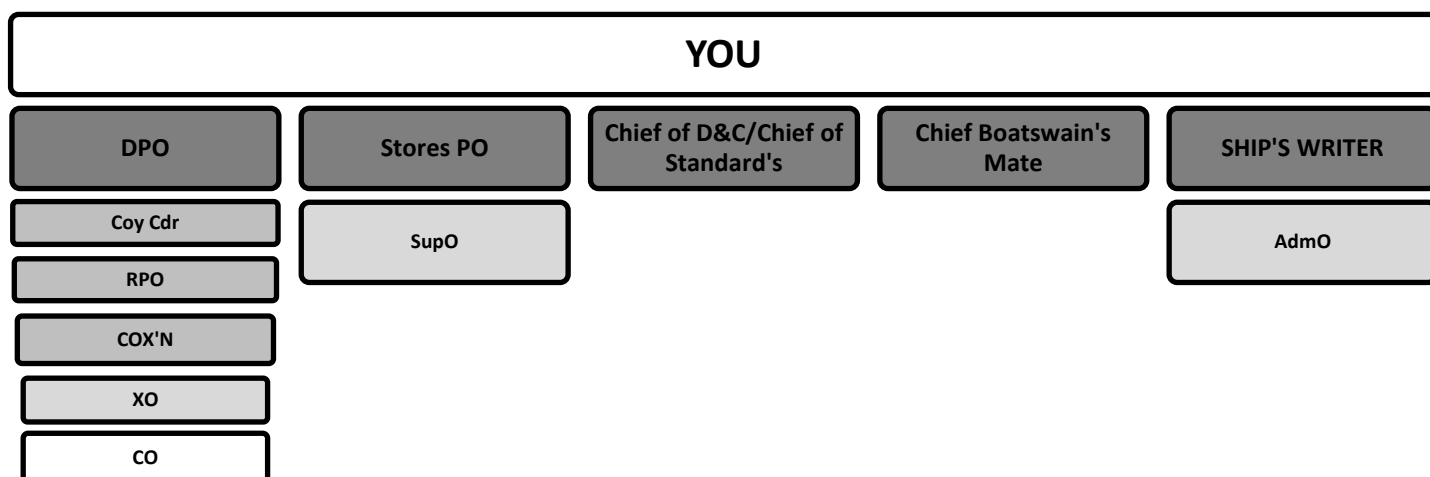 YOU
DPO
Stores PO
Chief of D&C/Chief of
Standard's
Chief Boatswain's
Mate
SHIP'S WRITER
Coy Cdr
SupO
AdmO
RPO
COX'N
XO
CO